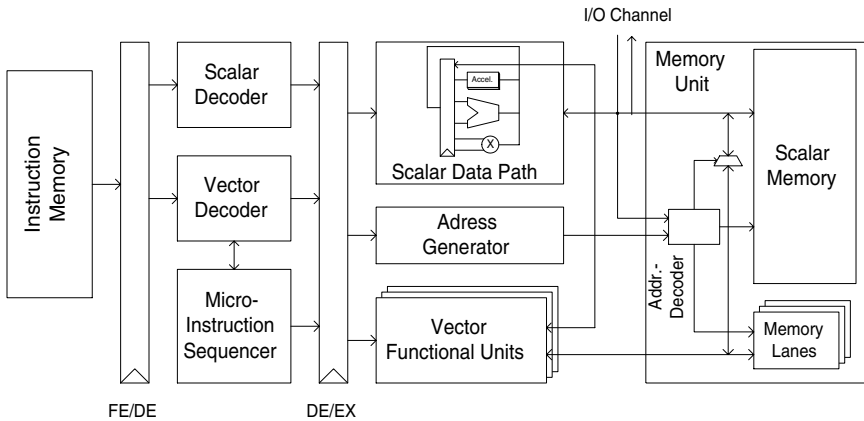 I/O Channel
Instruction
Memory
Scalar
Decoder
Vector
Decoder
Micro-
Instruction
Sequencer
Accel.
X
Scalar Data Path
Adress
Generator
Vector
Functional Units
Memory
Unit
Scalar
Memory
Addr.-
Decoder
Memory
Lanes
FE/DE
DE/EX